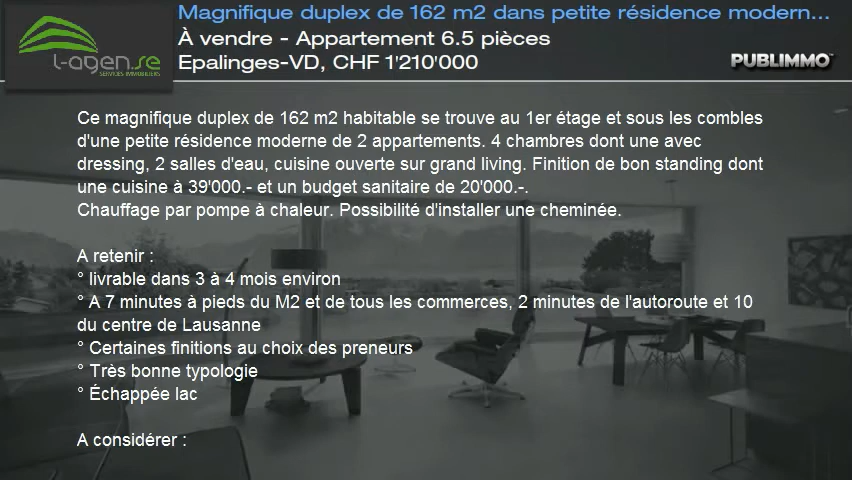 Magnifique duplex de 162 m2 dans petite résidence modern...
À vendre - Appartement 6.5 pièces
Epalinges-VD, CHF 1'210'000
l-agence
SERVICES IMMOBILIERS
PUBLIMMO
Ce magnifique duplex de 162 m2 habitable se trouve au 1er étage et sous les combles
d'une petite résidence moderne de 2 appartements. 4 chambres dont une avec
dressing, 2 salles d'eau, cuisine ouverte sur grand living. Finition de bon standing dont
une cuisine à 39'000.- et un budget sanitaire de 20'000.-.
Chauffage par pompe à chaleur. Possibilité d'installer une cheminée.
A retenir :
° livrable dans 3 à 4 mois environ
° A 7 minutes à pieds du M2 et de tous les commerces, 2 minutes de l'autoroute et 10
du centre de Lausanne
° Certaines finitions au choix des preneurs
° Très bonne typologie
° Échappée lac
A considérer :